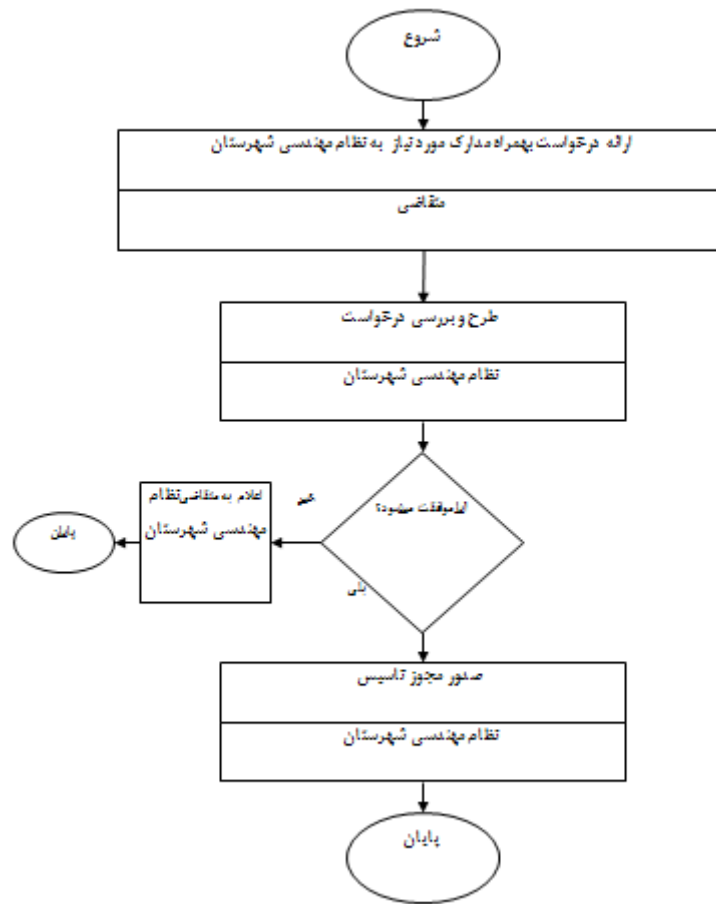 شروع
ارائه درخواست بهمراه مدارک مورد نیاز به نظام مهندسی شهرستان
متقاضی
طرح و بررسی درخواست
نظام مهندسی شهرستان
ایا موافقت میشود؟
خیر
اعلام به متقاضی نظام
مهندسی شهرستان
پایان
بلی
صدور مجوز تاسیس
نظام مهندسی شهرستان
پایان